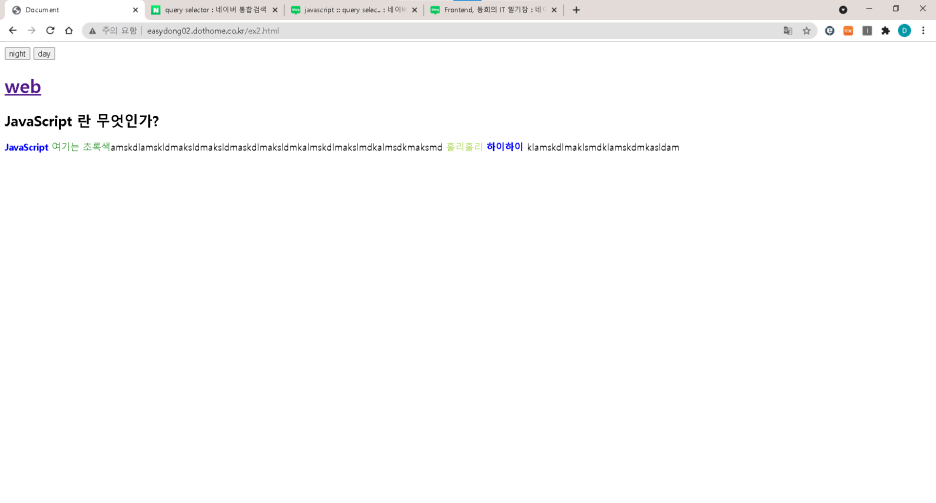 Document
query selector : 네이버 통합검색
javascript :: query selec... : 네이버
Frontend, 동희의 IT 필기장 : 네이
주의 요함 | easydong02.dothome.co.kr/ex2.html
D
night day
web
JavaScript 란 무엇인가?
JavaScript 여기는 초록색amskdlamskldmaksldmaksldmaskdlmaksldmkalmskdlmakslmdkalmsdkmaksmd 훌리훌리 하이하이 klamskdlmaklsmdklamskdmkasldam